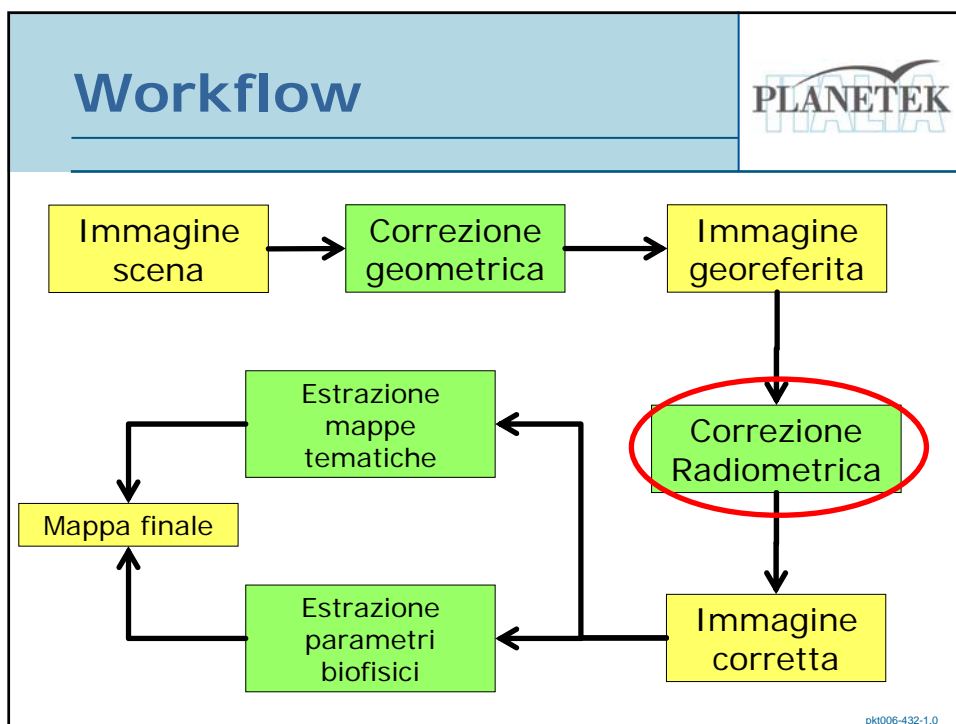 Workflow
PLANETEK
ITALIA
Immagine
scena
Correzione
geometrica
Immagine
georeferita
Correzione
Radiometrica
Immagine
corretta
Estrazione
mappe
tematiche
Estrazione
parametri
biofisici
Mappa finale
pkt006-432-1.0